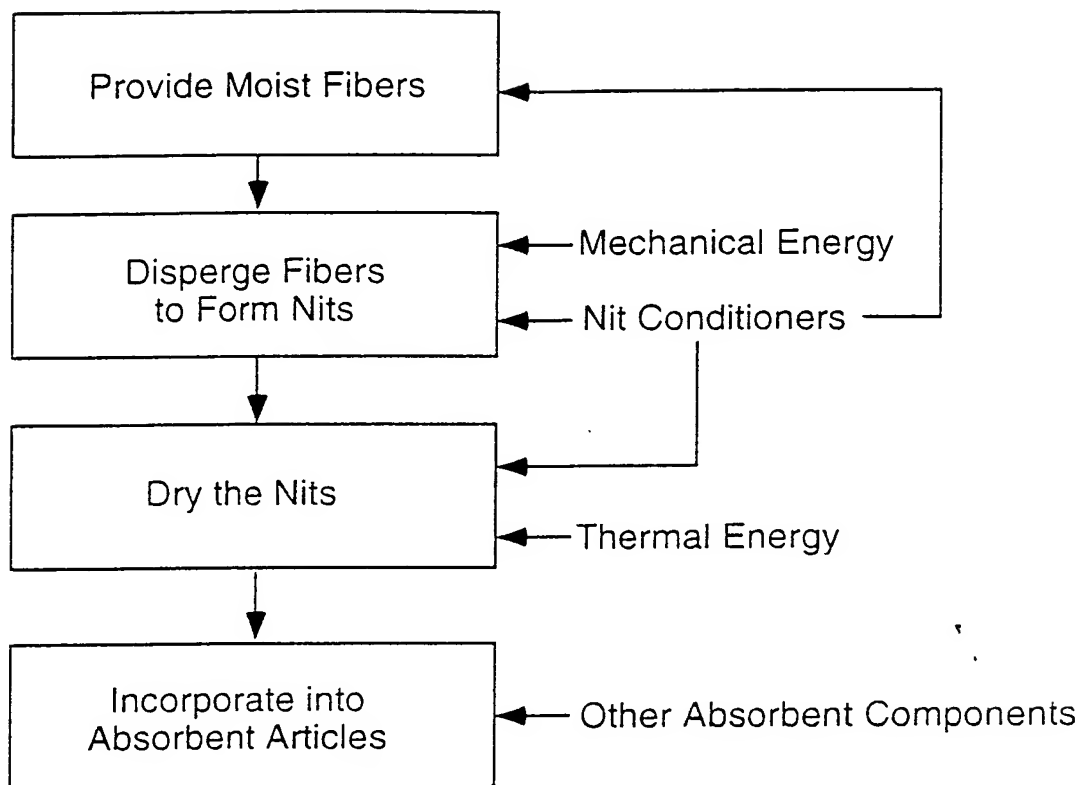 Provide Moist Fibers
Disperge Fibers
to Form Nits
Mechanical Energy
Nit Conditioners
Dry the Nits
Thermal Energy
Incorporate into
Absorbent Articles
Other Absorbent Components